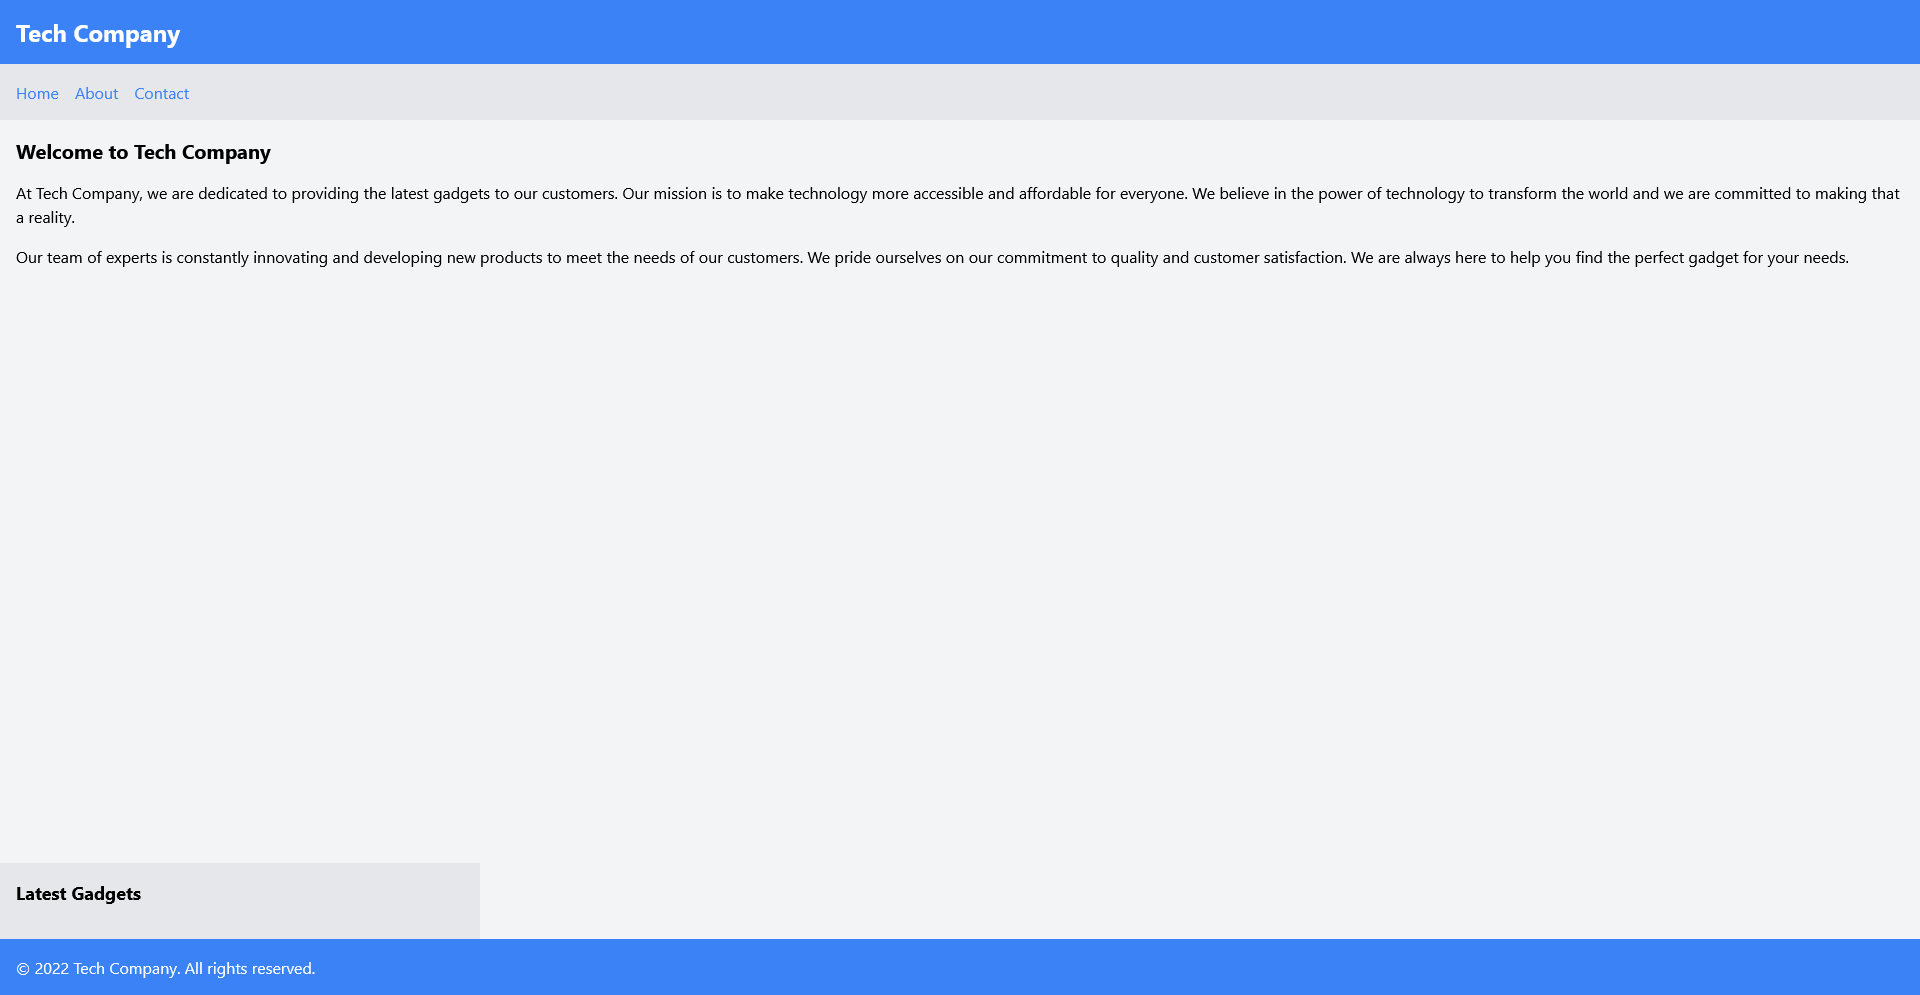 Tech Company
Home About Contact
Welcome to Tech Company
At Tech Company, we are dedicated to providing the latest gadgets to our customers. Our mission is to make technology more accessible and affordable for everyone. We believe in the power of technology to transform the world and we are committed to making that
a reality.
Our team of experts is constantly innovating and developing new products to meet the needs of our customers. We pride ourselves on our commitment to quality and customer satisfaction. We are always here to help you find the perfect gadget for your needs.
Latest Gadgets
© 2022 Tech Company. All rights reserved.